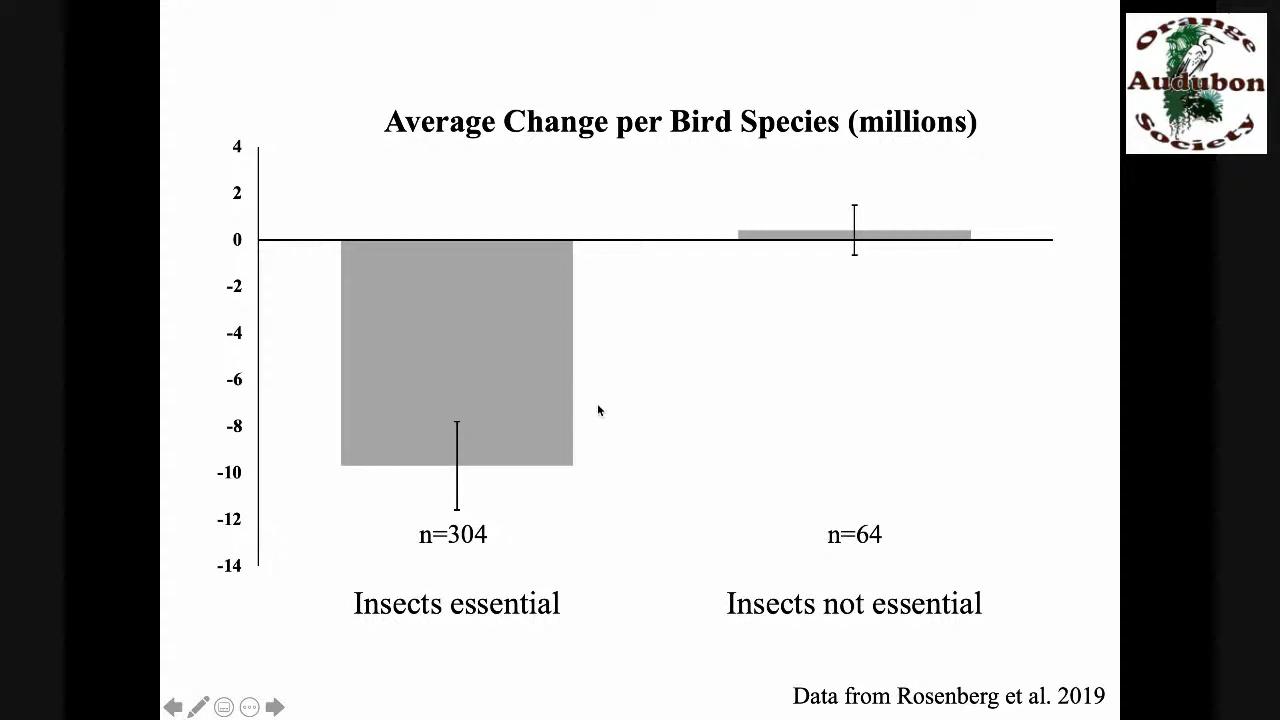 Orange
Audubon
Society
Average Change per Bird Species (millions)
4
2
0
-2
-4
-6
-8
-10
-12
-14
n=304
n=64
Insects essential
Insects not essential
Data from Rosenberg et al. 2019